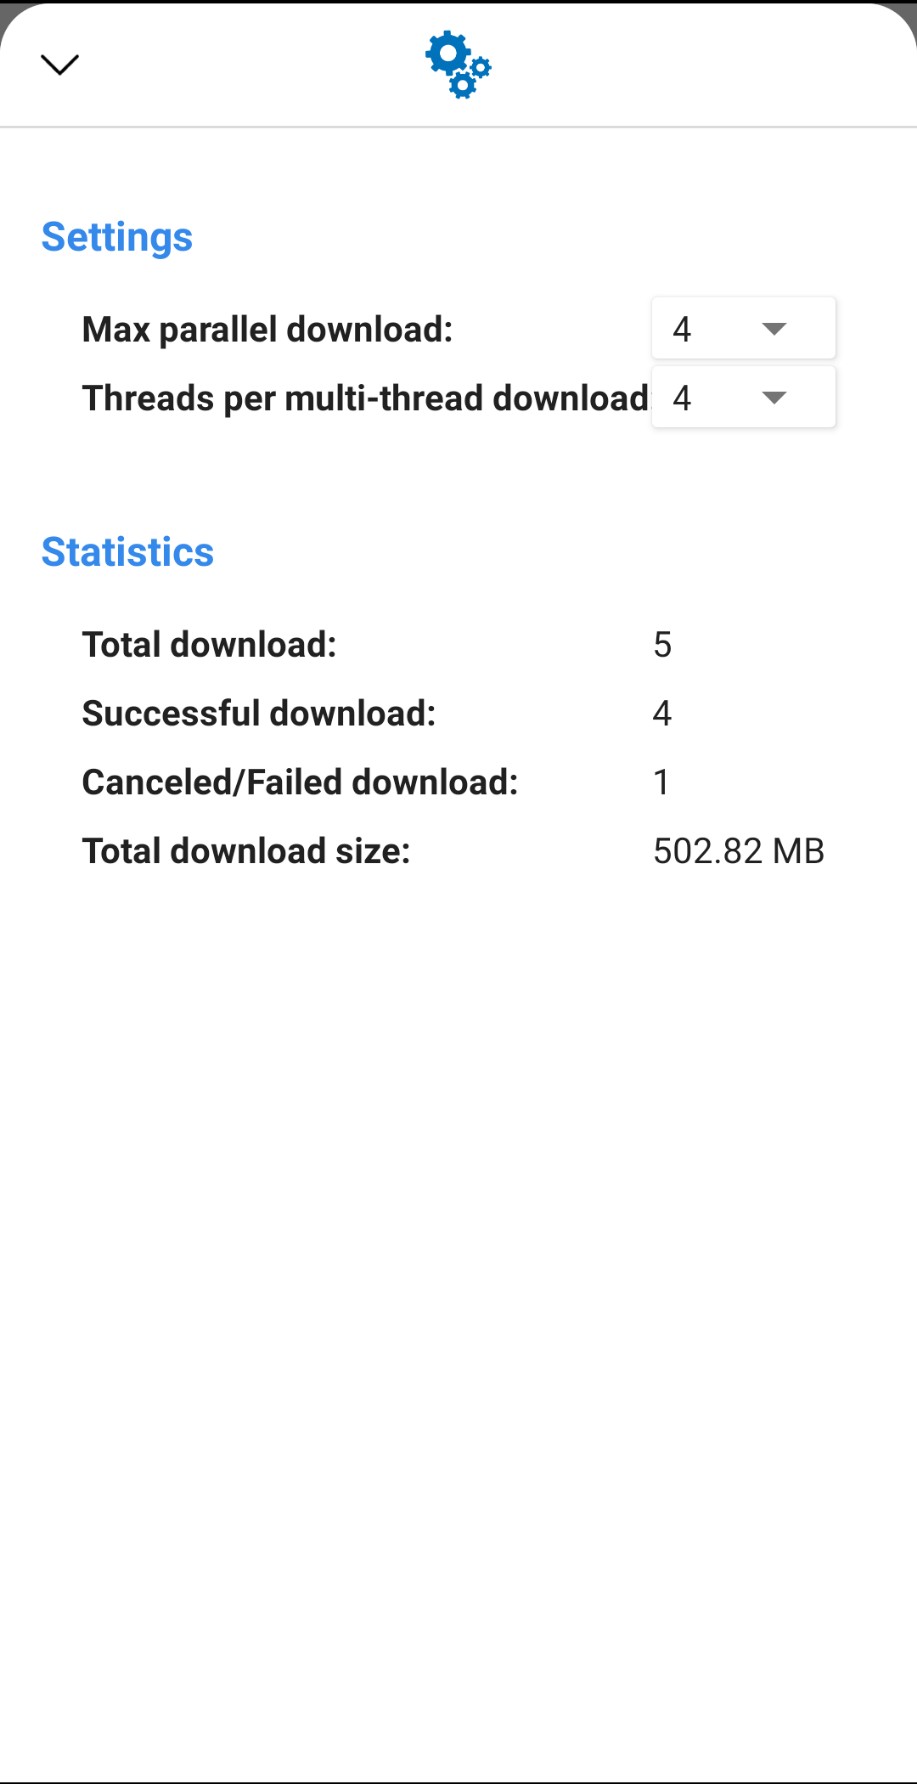 Settings
Max parallel download: 4
Threads per multi-thread download: 4
Statistics
Total download: 5
Successful download: 4
Canceled/Failed download: 1
Total download size: 502.82 MB